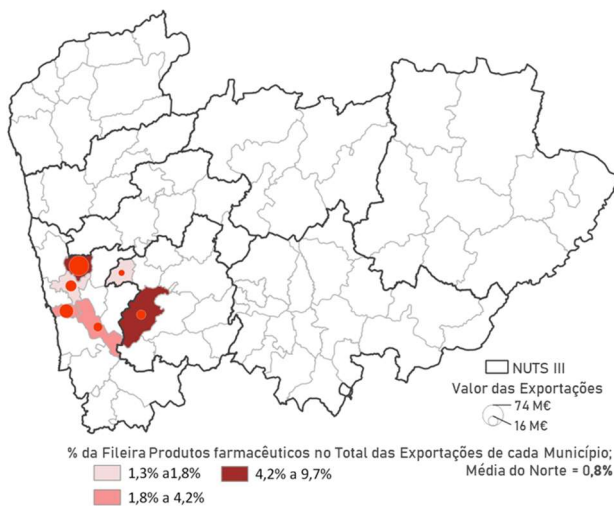 NUTS III
Valor das Exportações
74 M€
16 M€
% da Fileira Produtos farmacêuticos no Total das Exportações de cada Município;
Média do Norte = 0,8%
1,3% a1,8%
4,2% a 9,7%
1,8% a 4,2%